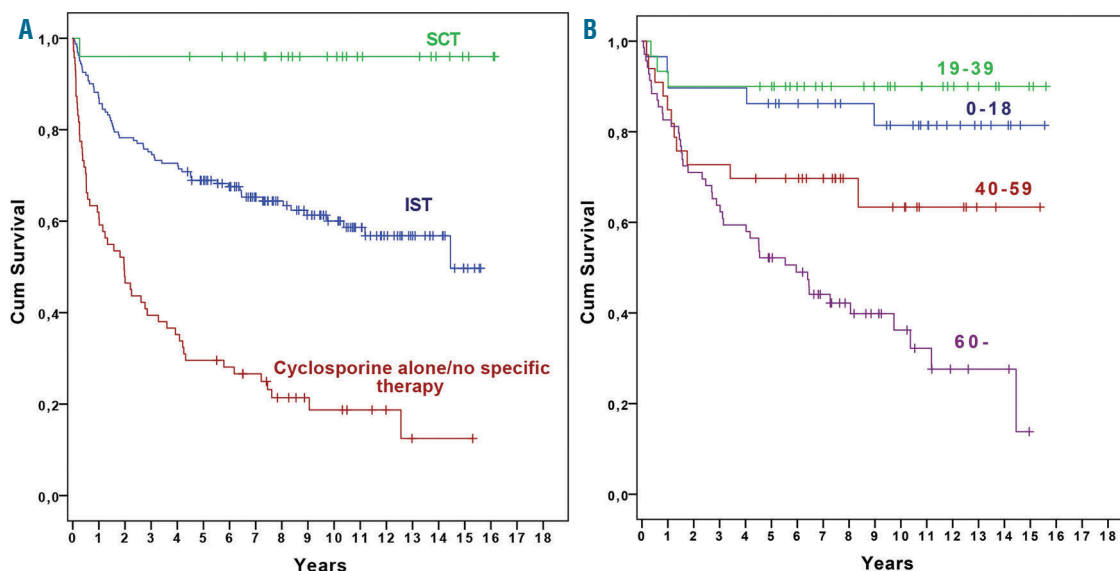 A
Cum Survival
1,0
0,8
0,6
0,4
0,2
0,0
SCT
IST
Cyclosporine alone/no specific
therapy
0 1 2 3 4 5 6 7 8 9 10 11 12 13 14 15 16 17 18
Years
B
Cum Survival
1,0
0,8
0,6
0,4
0,2
0,0
19-39
0-18
40-59
60-
0 1 2 3 4 5 6 7 8 9 10 11 12 13 14 15 16 17 18
Years